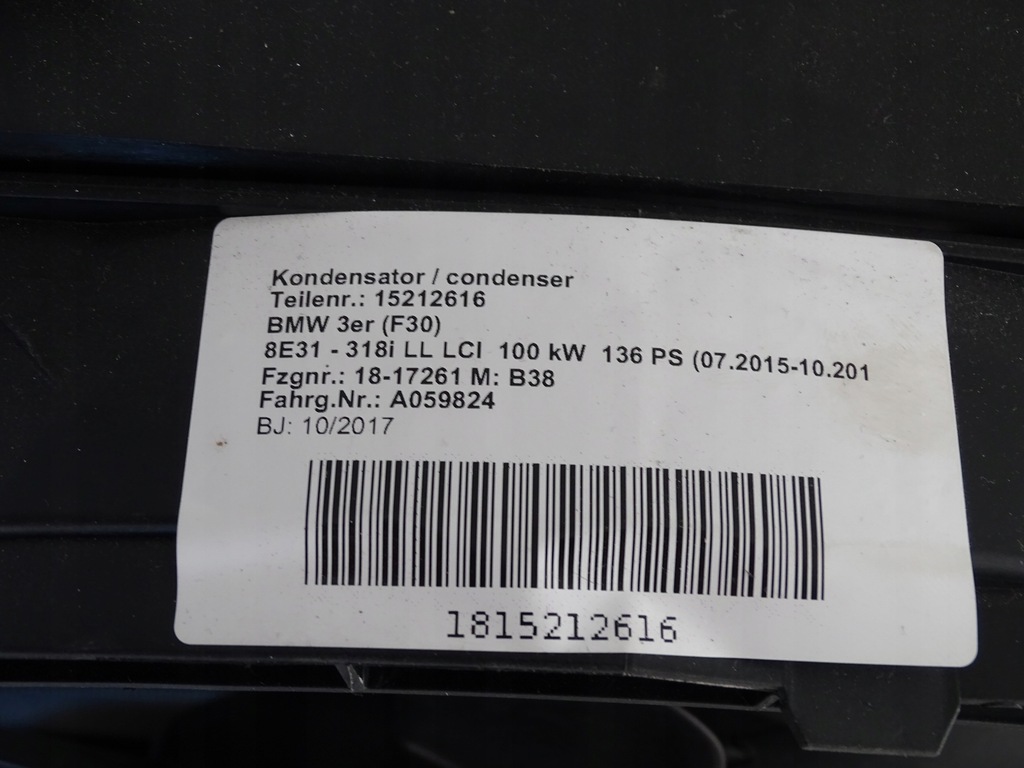 Kondensator / condenser
Teilenr.: 15212616
BMW 3er (F30)
8E31 - 318i LL LCI 100 kW 136 PS (07.2015-10.201
Fzgnr.: 18-17261 M: B38
Fahrg.Nr.: A059824
BJ: 10/2017
1815212616